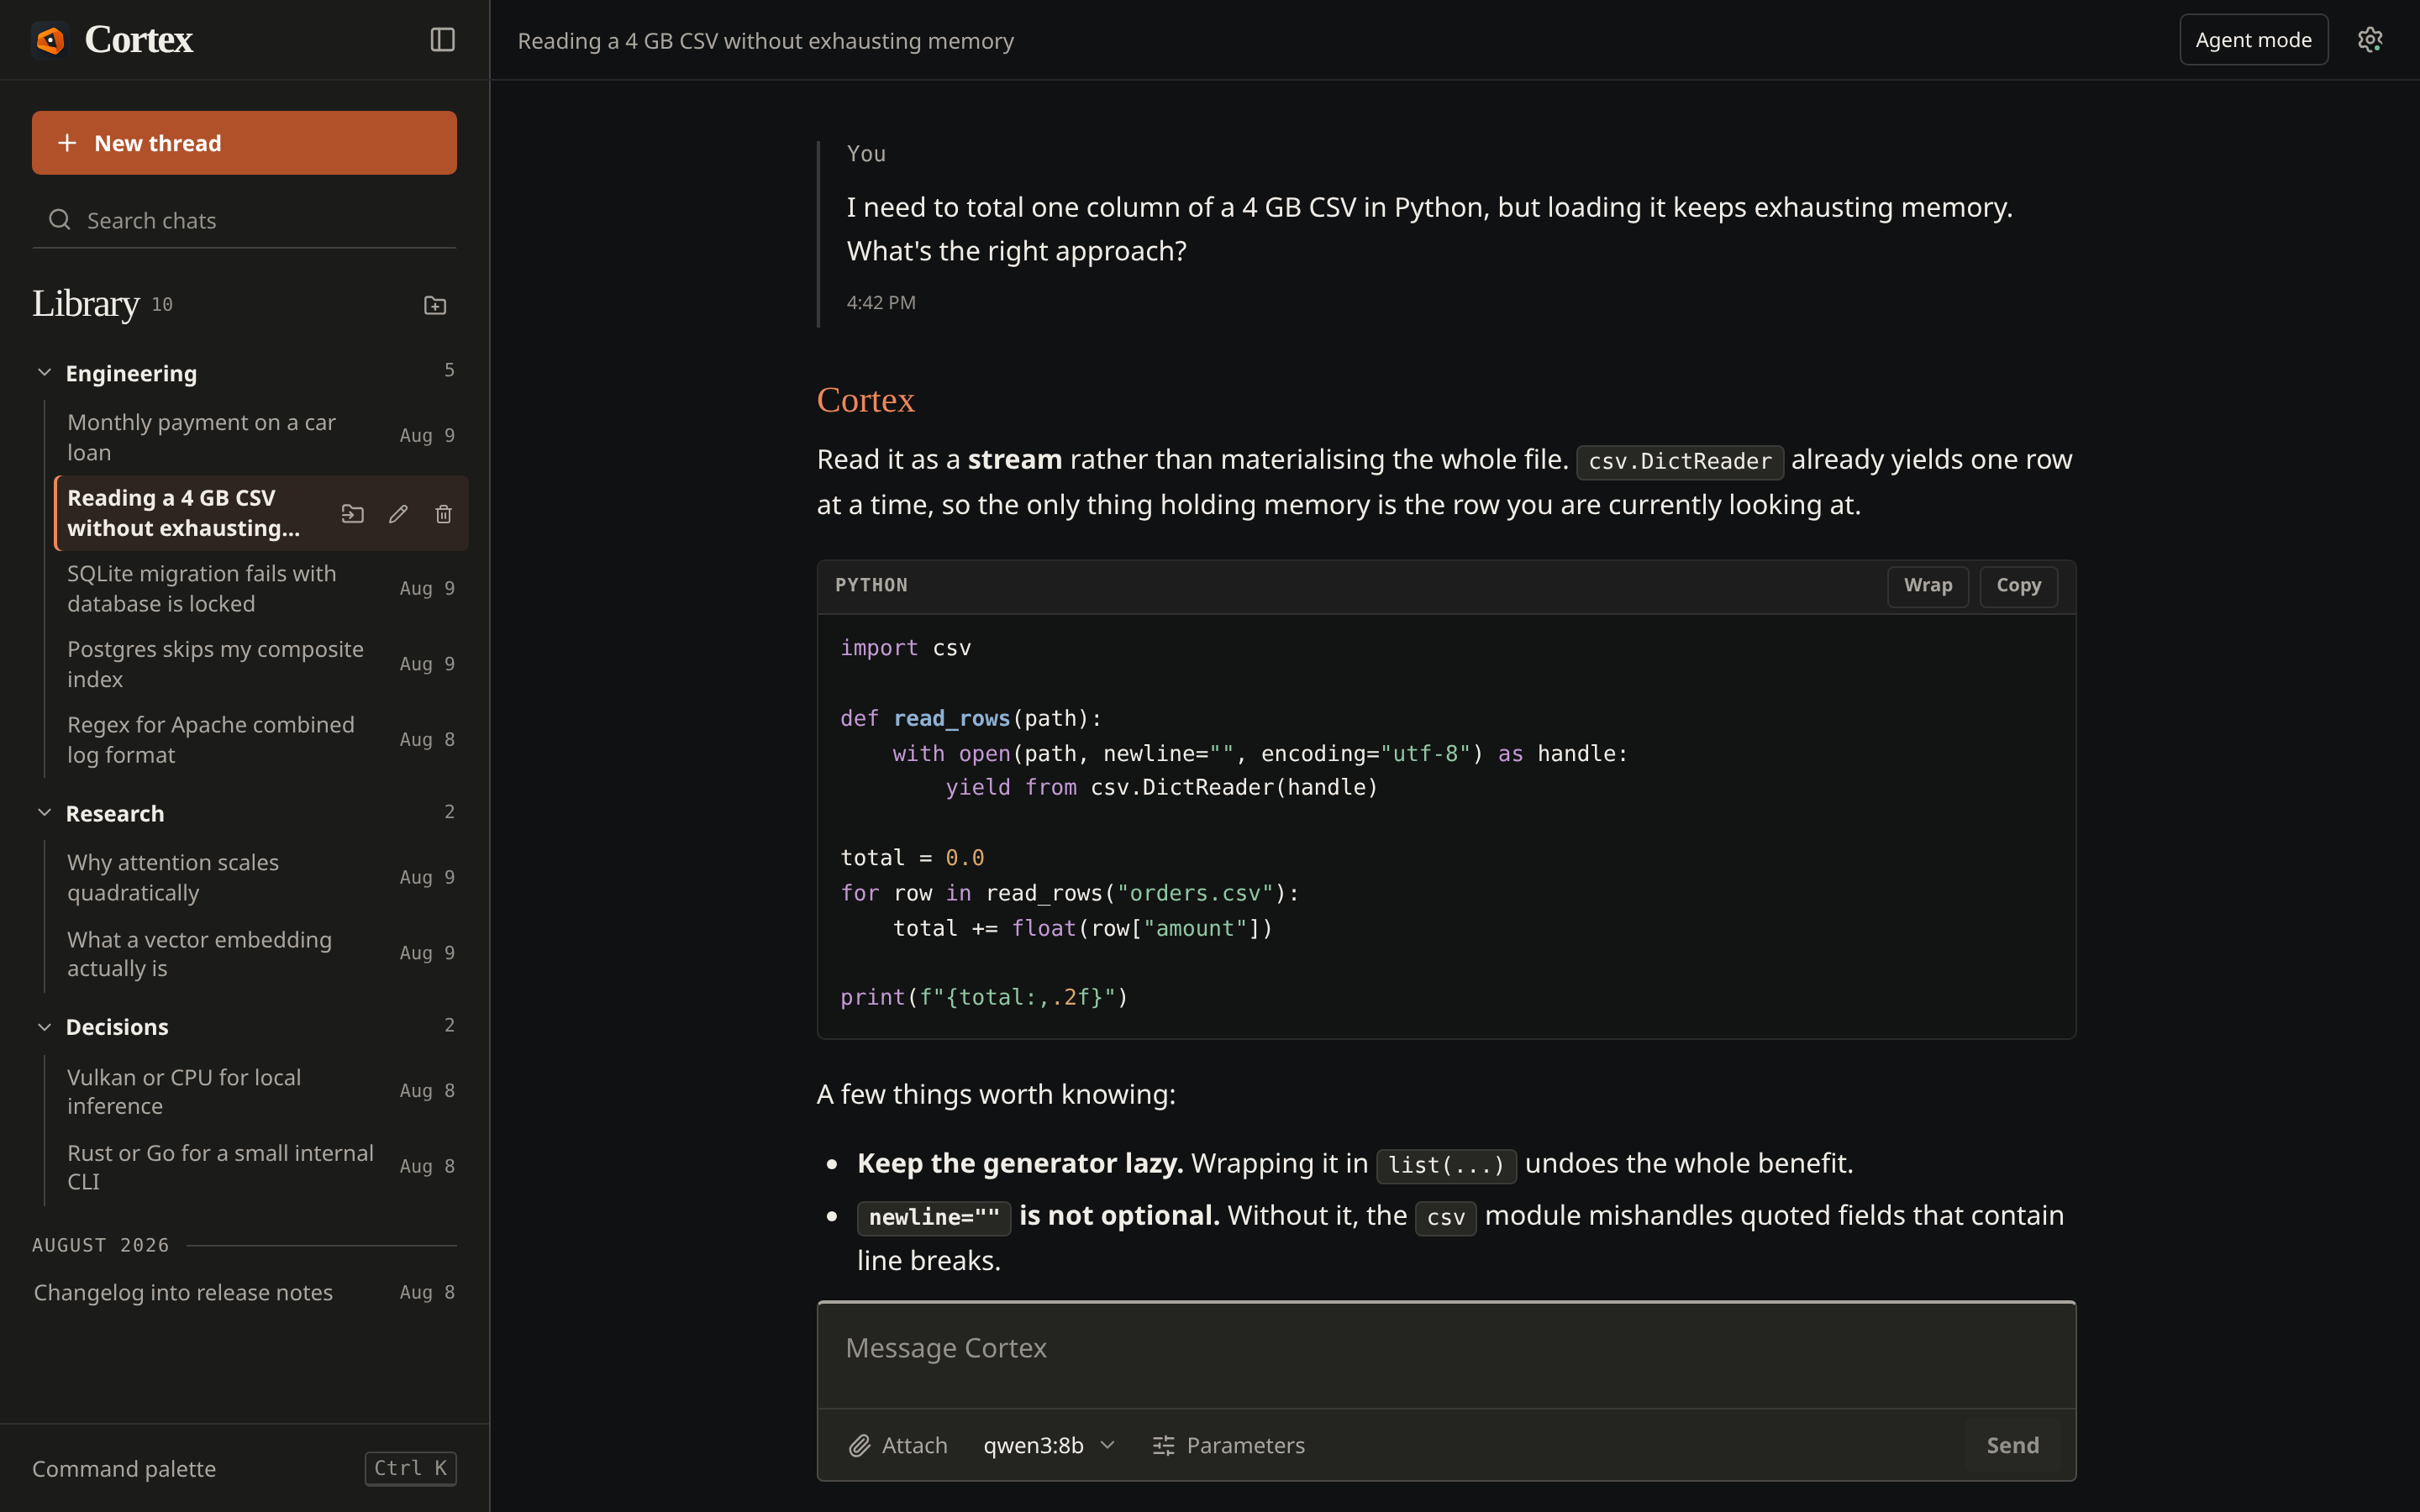 Cortex
New thread
Search chats
Library 10
Engineering 5
Monthly payment on a car
loan
Aug 9
Reading a 4 GB CSV
without exhausting...
SQLite migration fails with
database is locked
Aug 9
Postgres skips my composite
index
Aug 9
Regex for Apache combined
log format
Aug 8
Research 2
Why attention scales
quadratically
Aug 9
What a vector embedding
actually is
Aug 9
Decisions 2
Vulkan or CPU for local
inference
Aug 8
Rust or Go for a small internal
CLI
Aug 8
AUGUST 2026
Changelog into release notes Aug 8
Command palette Ctrl K
Reading a 4 GB CSV without exhausting memory
Agent mode
You
I need to total one column of a 4 GB CSV in Python, but loading it keeps exhausting memory.
What's the right approach?
4:42 PM
Cortex
Read it as a stream rather than materialising the whole file. csv.DictReader already yields one row
at a time, so the only thing holding memory is the row you are currently looking at.
PYTHON Wrap Copy
import csv
def read_rows(path):
    with open(path, newline="", encoding="utf-8") as handle:
        yield from csv.DictReader(handle)
total = 0.0
for row in read_rows("orders.csv"):
    total += float(row["amount"])
print(f"{total:,.2f}")
A few things worth knowing:
• Keep the generator lazy. Wrapping it in list(...) undoes the whole benefit.
• newline="" is not optional. Without it, the csv module mishandles quoted fields that contain
line breaks.
Message Cortex
Attach qwen3:8b Parameters Send